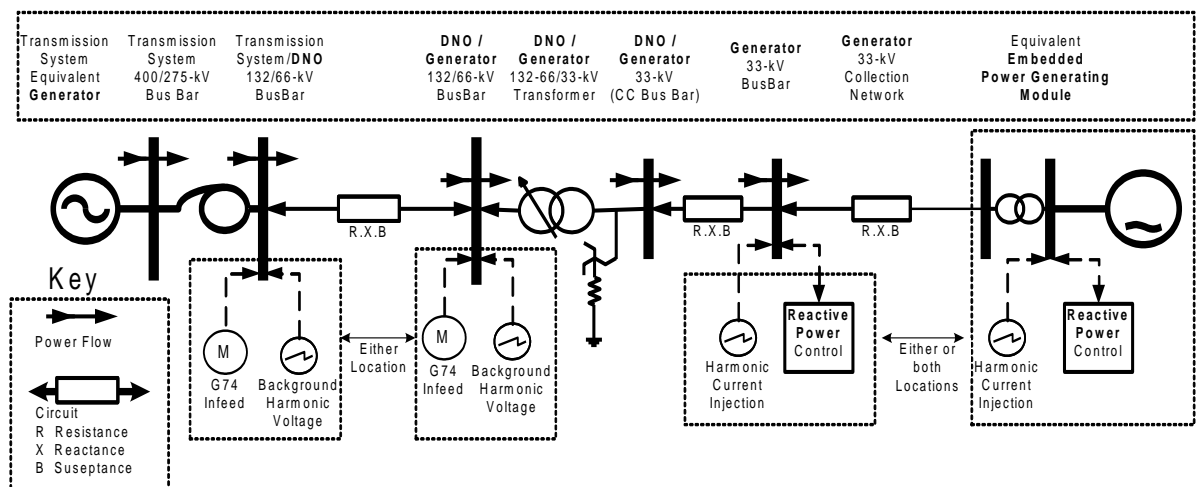 Transmission
System
Equivalent
Generator
Transmission
System
400/275-kV
Bus Bar
Transmission
System/DNO
132/66-kV
BusBar
DNO /
Generator
132/66-kV
BusBar
DNO /
Generator
132-66/33-kV
Transformer
DNO /
Generator
33-kV
(CC Bus Bar)
Generator
33-kV
BusBar
Generator
33-kV
Collection
Network
Equivalent
Embedded
Power Generating
Module
R.X.B
R.X.B
R.X.B
Key
Power Flow
Circuit
R Resistance
X Reactance
B Suseptance
M
G74
Infeed
Background
Harmonic
Voltage
Either
Location
M
G74
Infeed
Background
Harmonic
Voltage
Harmonic
Current
Injection
Reactive
Power
Control
Either or
both
Locations
Harmonic
Current
Injection
Reactive
Power
Control